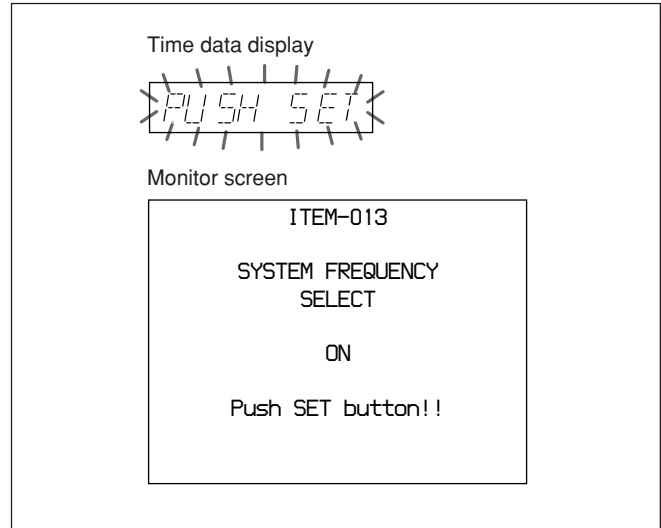 Time data display
PUSH SET
Monitor screen
ITEM-013
SYSTEM FREQUENCY
SELECT
ON
Push SET button!!